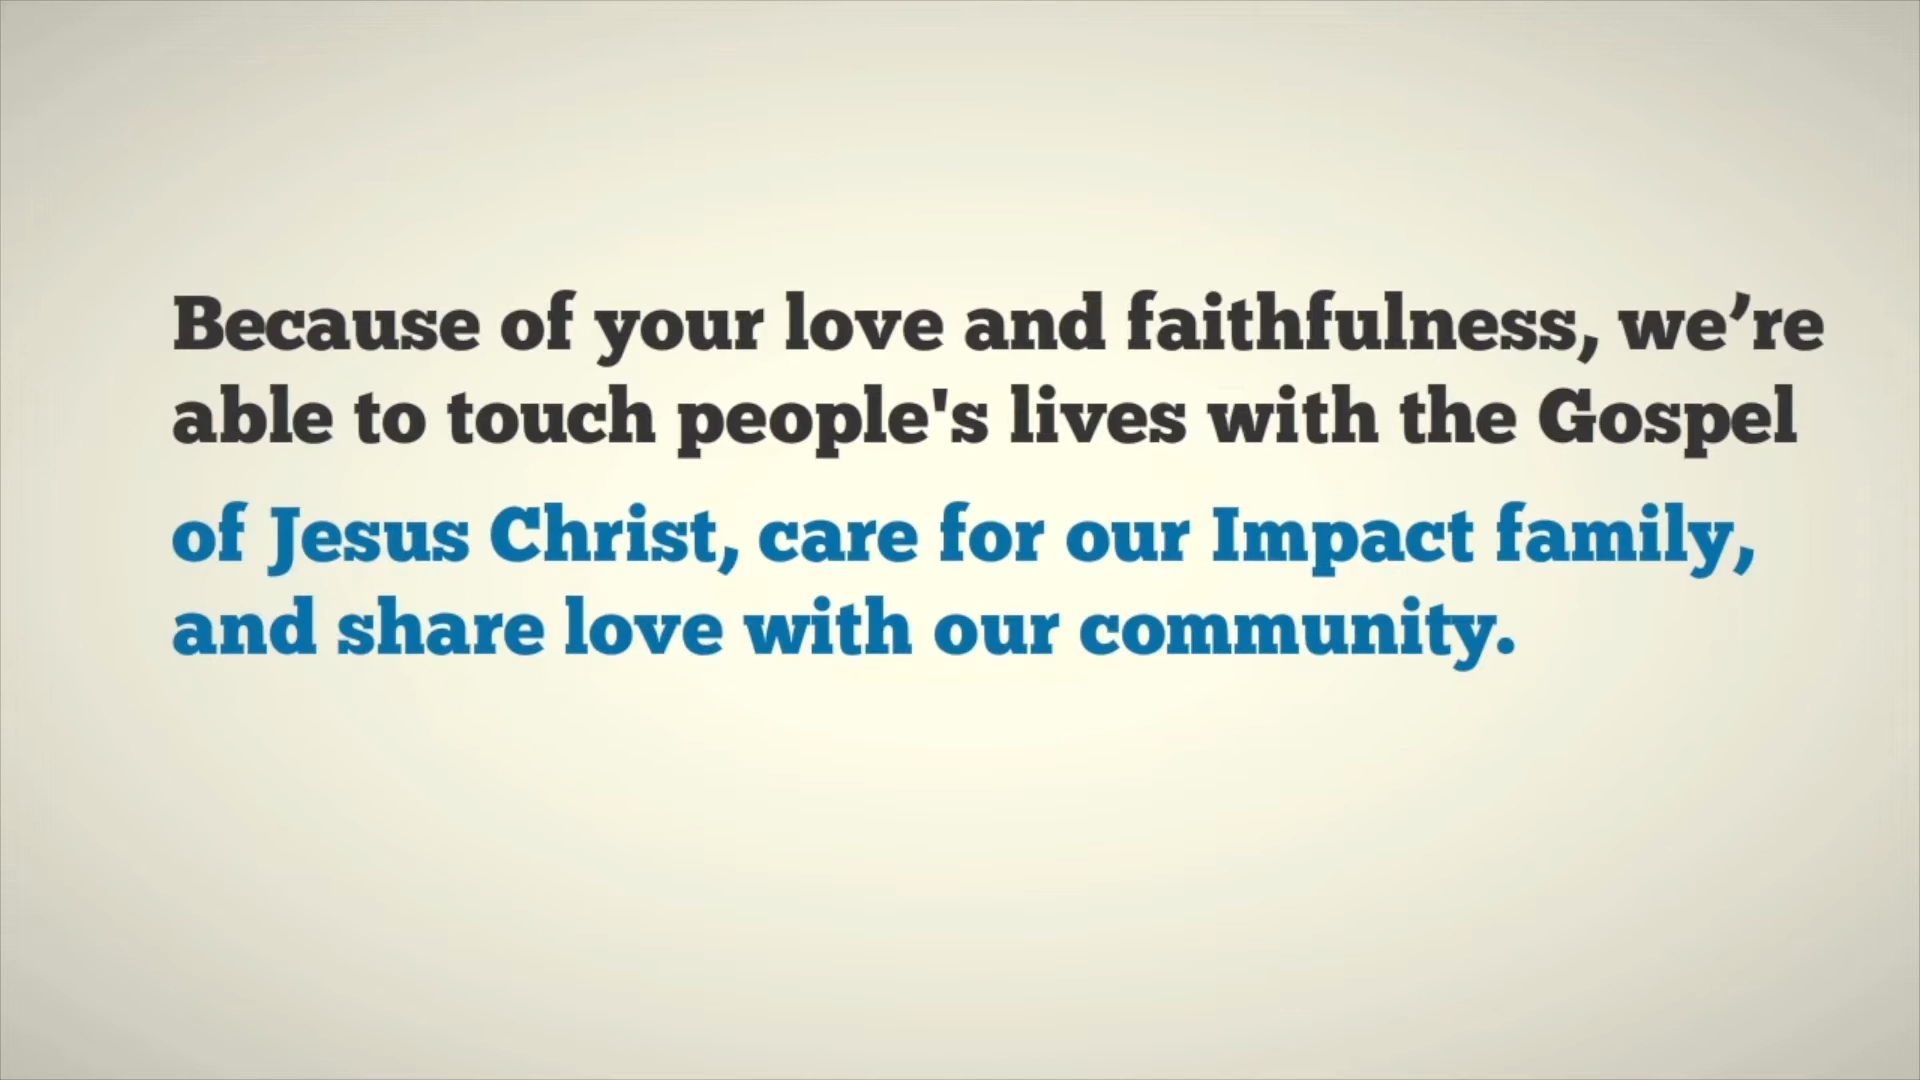 Because of your love and faithfulness, we’re
able to touch people's lives with the Gospel
of Jesus Christ, care for our Impact family,
and share love with our community.